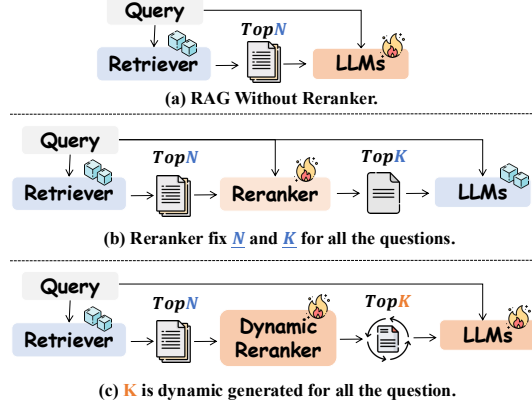 Query
TopN
Retriever
LLMs
(a) RAG Without Reranker.
Query
TopN
TopK
Retriever
Reranker
LLMs
(b) Reranker fix N and K for all the questions.
Query
TopN
TopK
Retriever
Dynamic
Reranker
LLMs
(c) K is dynamic generated for all the question.